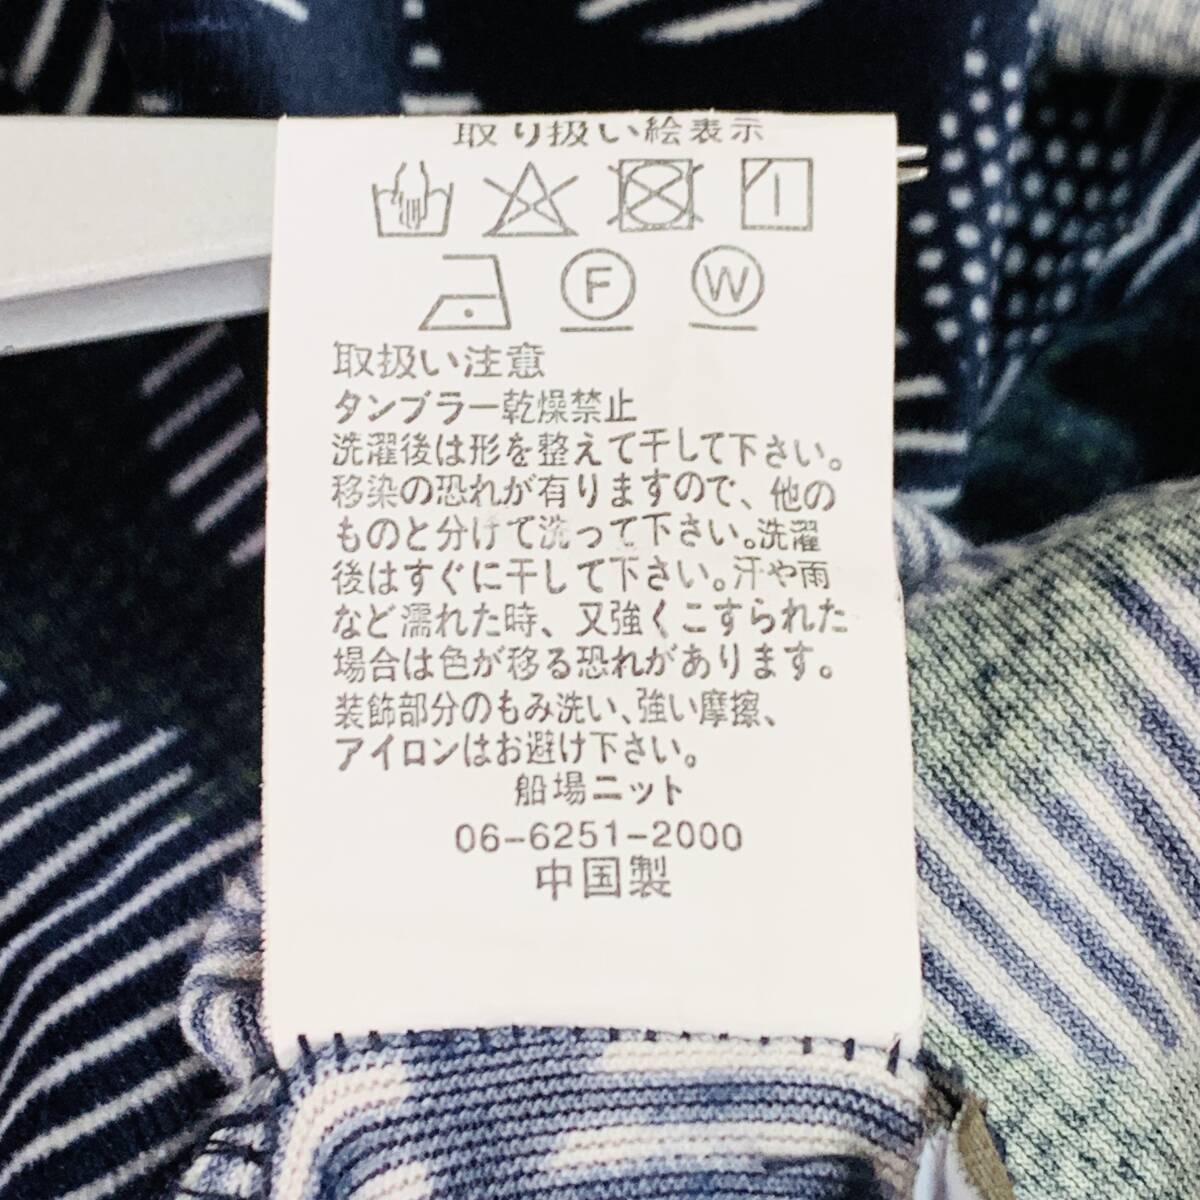 取り扱い絵表示
F W
取扱い注意
タンブラー乾燥禁止
洗濯後は形を整えて干して下さい。
移染の恐れが有りますので、他の
ものと分けて洗って下さい。洗濯
後はすぐに干して下さい。汗や雨
など濡れた時、又強くこすられた
場合は色が移る恐れがあります。
装飾部分のもみ洗い、強い摩擦、
アイロンはお避け下さい。
船場ニット
06-6251-2000
中国製